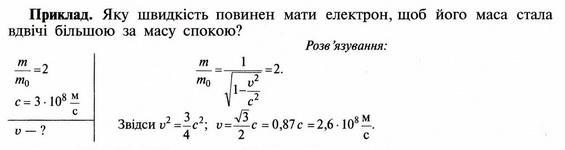 Приклад. Яку швидкість повинен мати електрон, щоб його маса стала
вдвічі більшою за масу спокою?
Розв'язування:
m/m₀ = 2
c = 3 · 10⁸ м/с
v — ?
m/m₀ = 1/√(1 − v²/c²) = 2.
Звідси v² = 3/4 c²; v = √3/2 c = 0,87c = 2,6 · 10⁸ м/с.